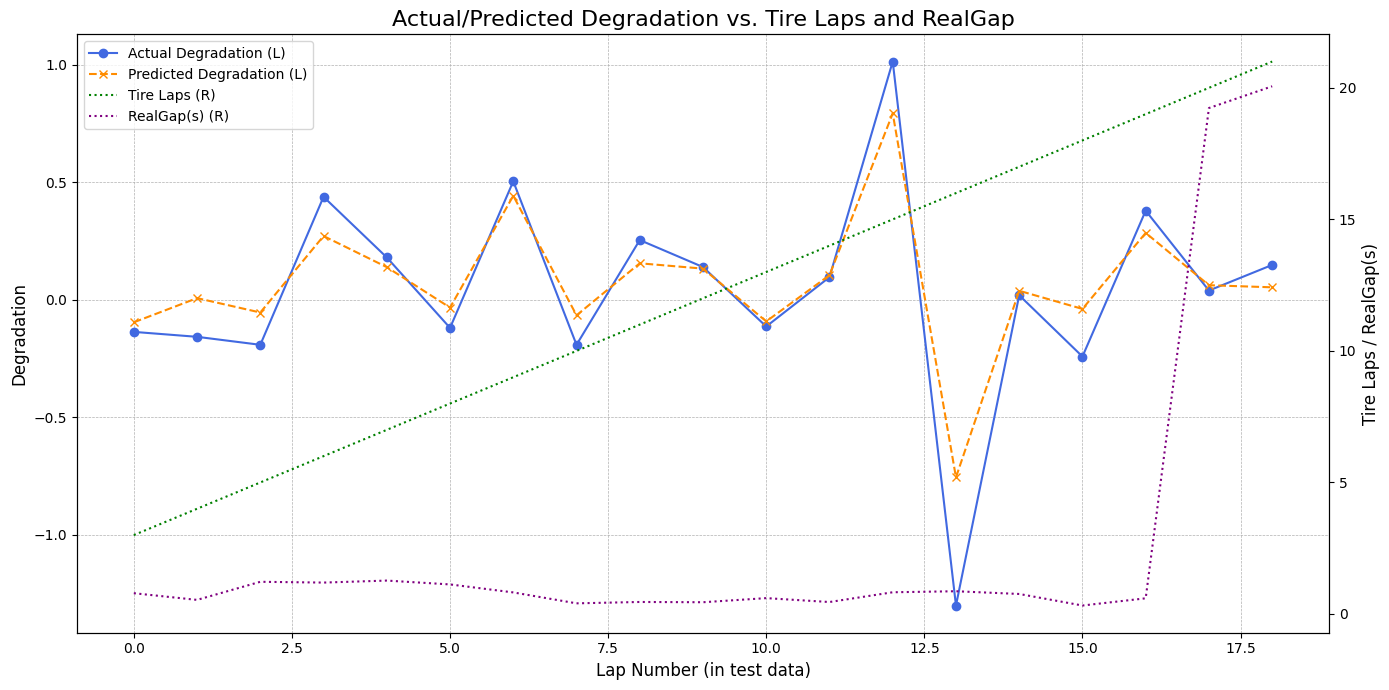 Actual/Predicted Degradation vs. Tire Laps and RealGap
Actual Degradation (L)
Predicted Degradation (L)
Tire Laps (R)
RealGap(s) (R)
Degradation
1.0
0.5
0.0
−0.5
−1.0
20
15
10
5
0
Tire Laps / RealGap(s)
0.0 2.5 5.0 7.5 10.0 12.5 15.0 17.5
Lap Number (in test data)